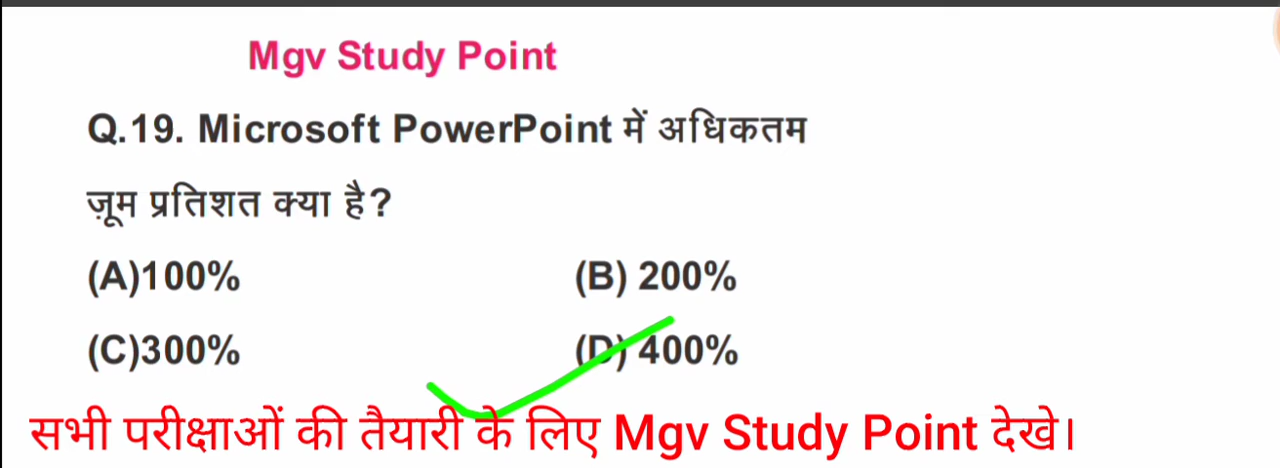 Mgv Study Point
Q.19. Microsoft PowerPoint में अधिकतम
ज़ूम प्रतिशत क्या है?
(A)100% (B) 200%
(C)300% (D) 400%
सभी परीक्षाओं की तैयारी के लिए Mgv Study Point देखे।